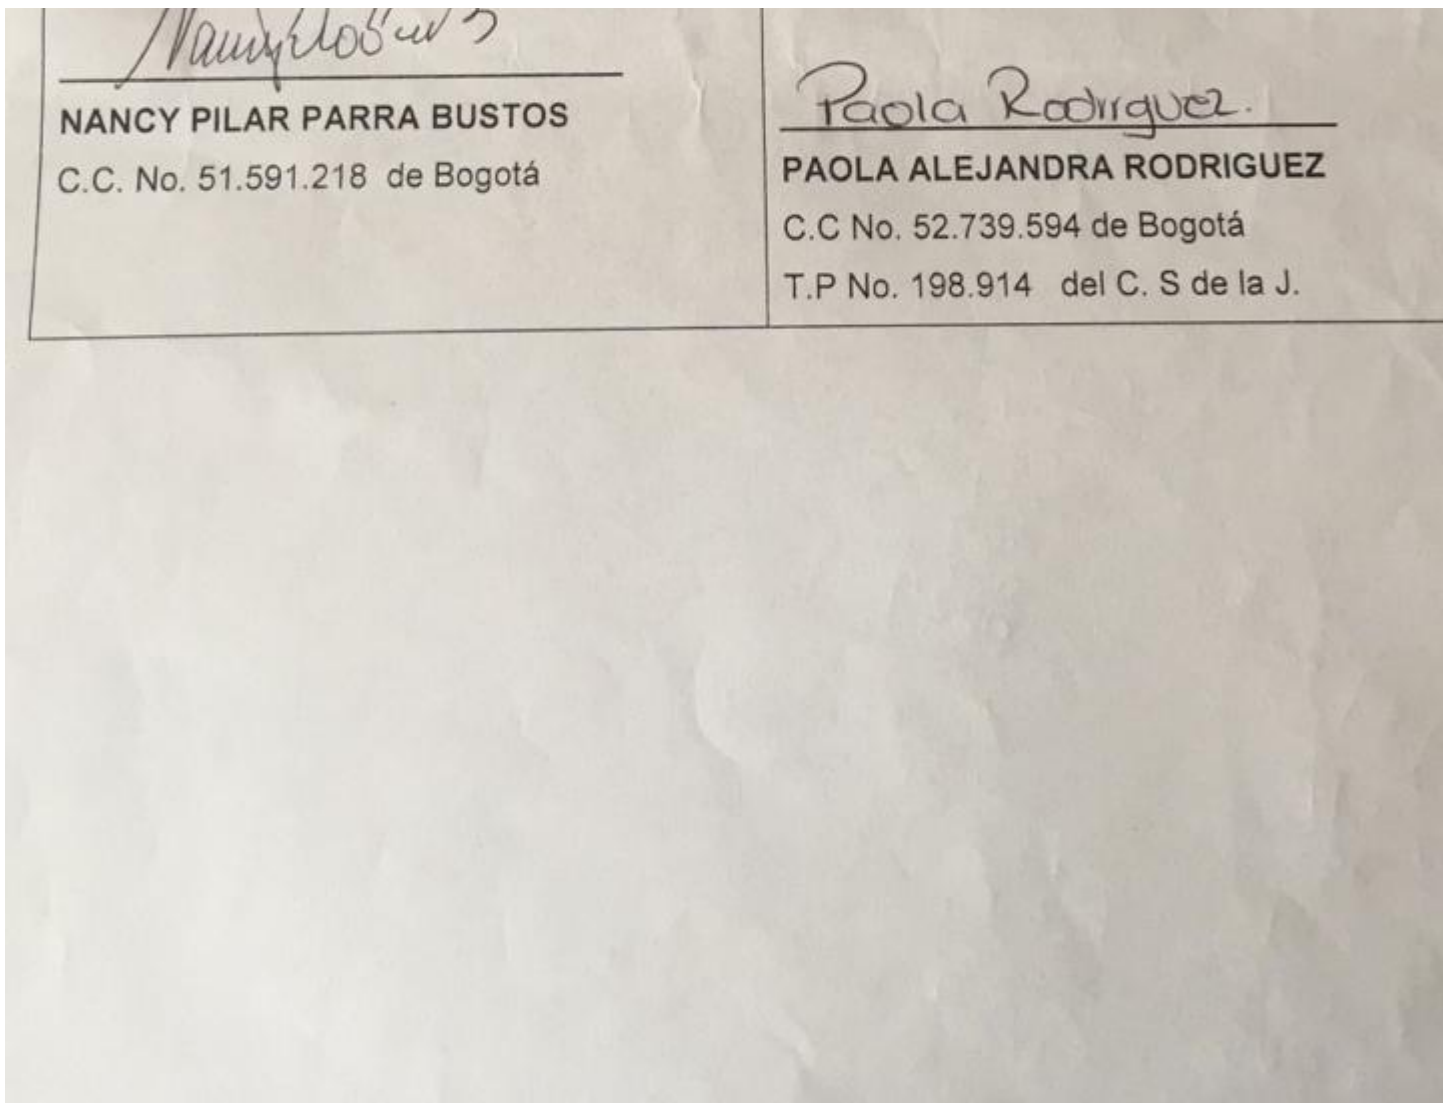 NANCY PILAR PARRA BUSTOS
C.C. No. 51.591.218 de Bogotá
Paola Rodriguez.
PAOLA ALEJANDRA RODRIGUEZ
C.C No. 52.739.594 de Bogotá
T.P No. 198.914 del C. S de la J.